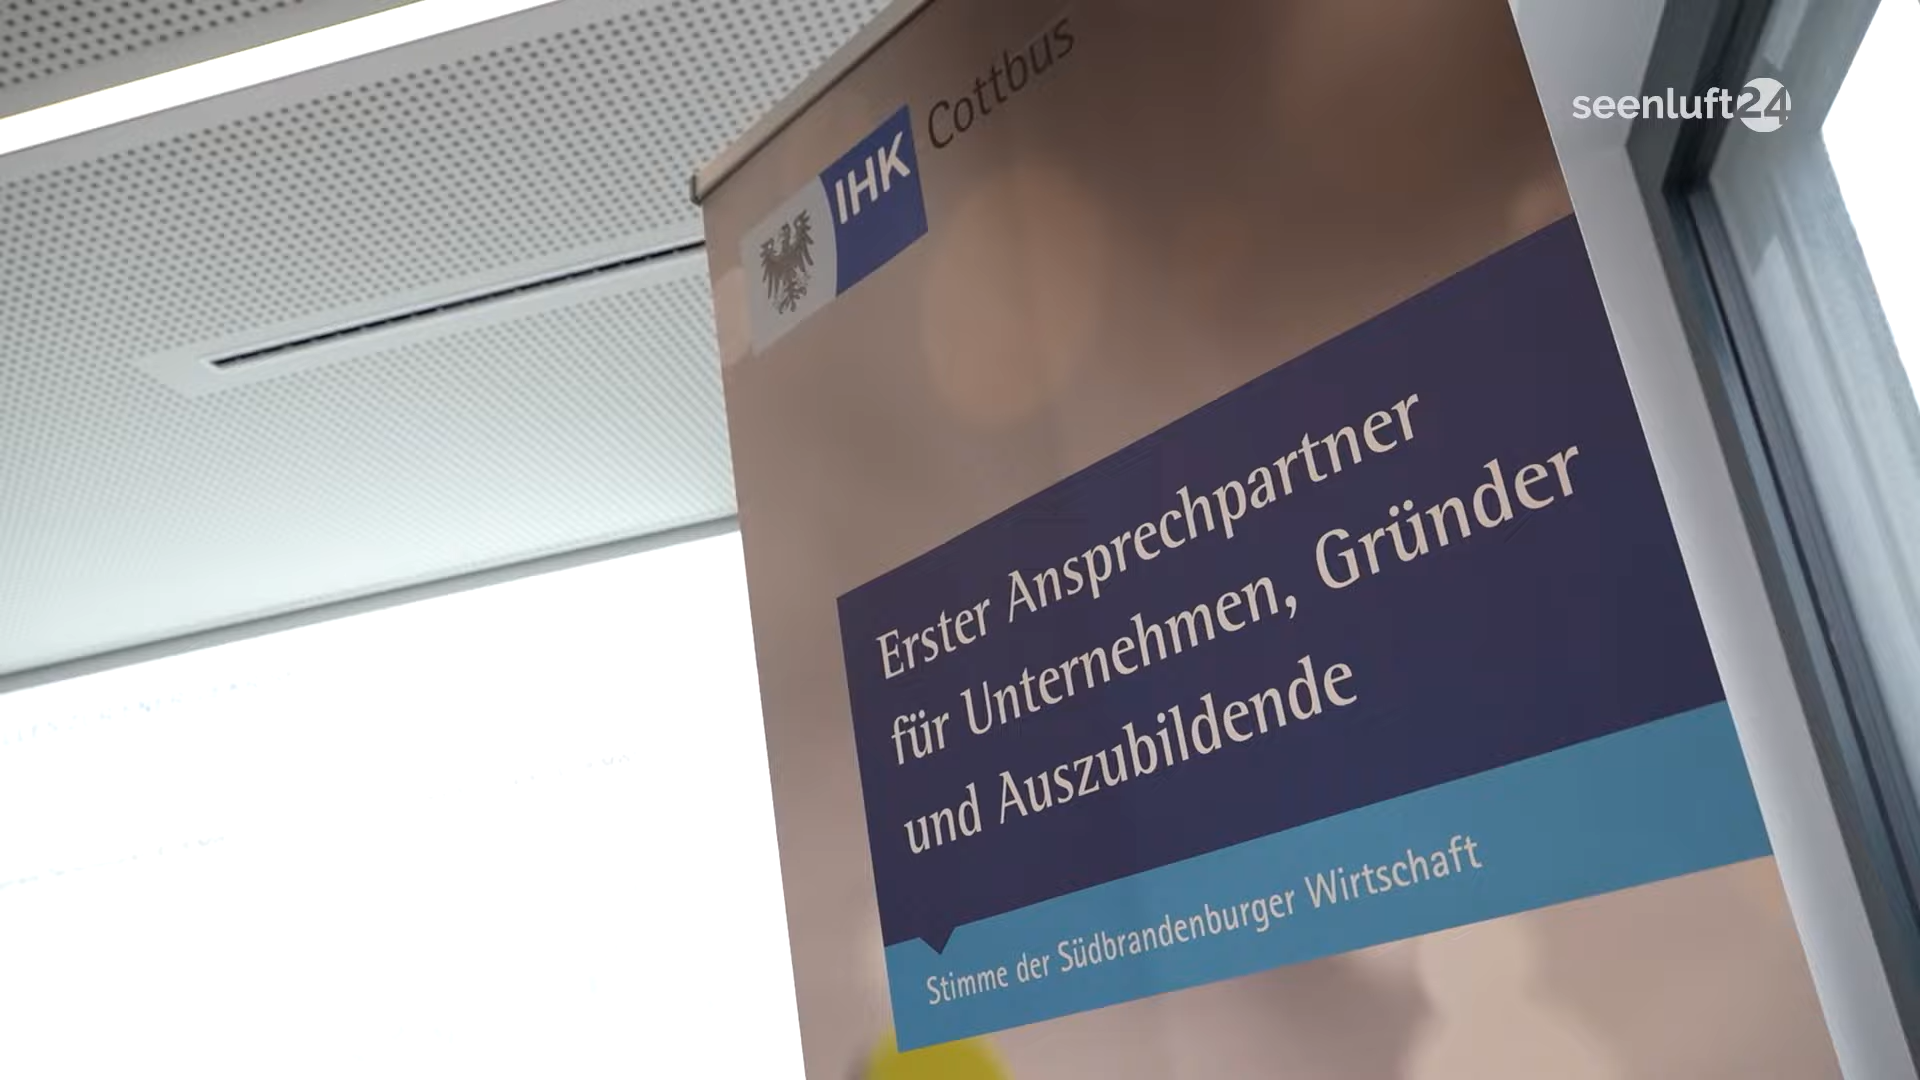 seenluft24
IHK Cottbus
Erster Ansprechpartner
für Unternehmen, Gründer
und Auszubildende
Stimme der Südbrandenburger Wirtschaft